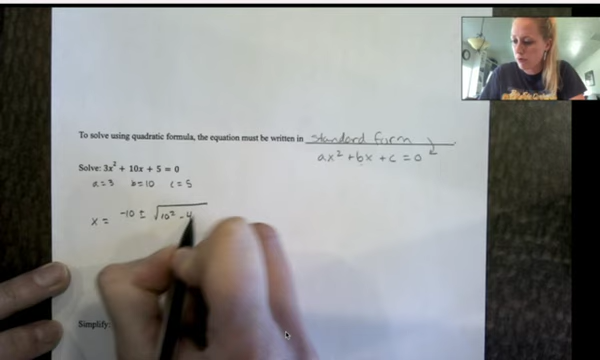 To solve using quadratic formula, the equation must be written in standard form.
ax² + bx + c = 0
Solve: 3x² + 10x + 5 = 0
a=3 b=10 c=5
x = -10 ± √10² - 4
Simplify: